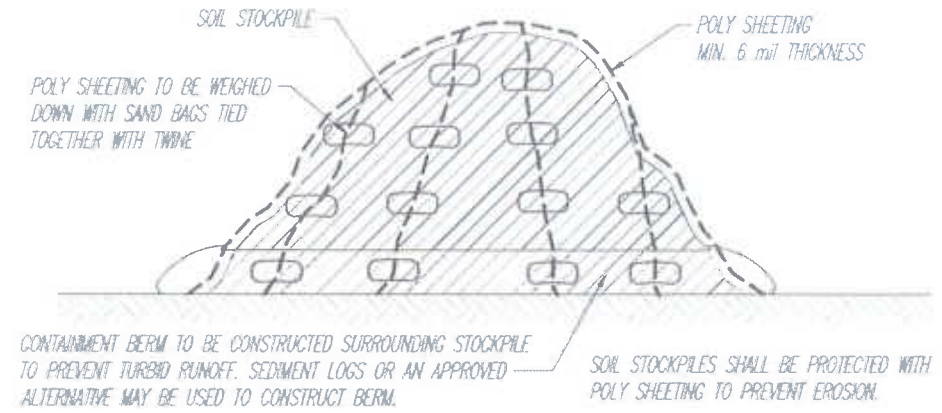 SOIL STOCKPILE
POLY SHEETING
MIN. 6 mil THICKNESS
POLY SHEETING TO BE WEIGHED
DOWN WITH SAND BAGS TIED
TOGETHER WITH TWINE
CONTAINMENT BERM TO BE CONSTRUCTED SURROUNDING STOCKPILE
TO PREVENT TURBID RUNOFF. SEDIMENT LOGS OR AN APPROVED
ALTERNATIVE MAY BE USED TO CONSTRUCT BERM.
SOIL STOCKPILES SHALL BE PROTECTED WITH
POLY SHEETING TO PREVENT EROSION.